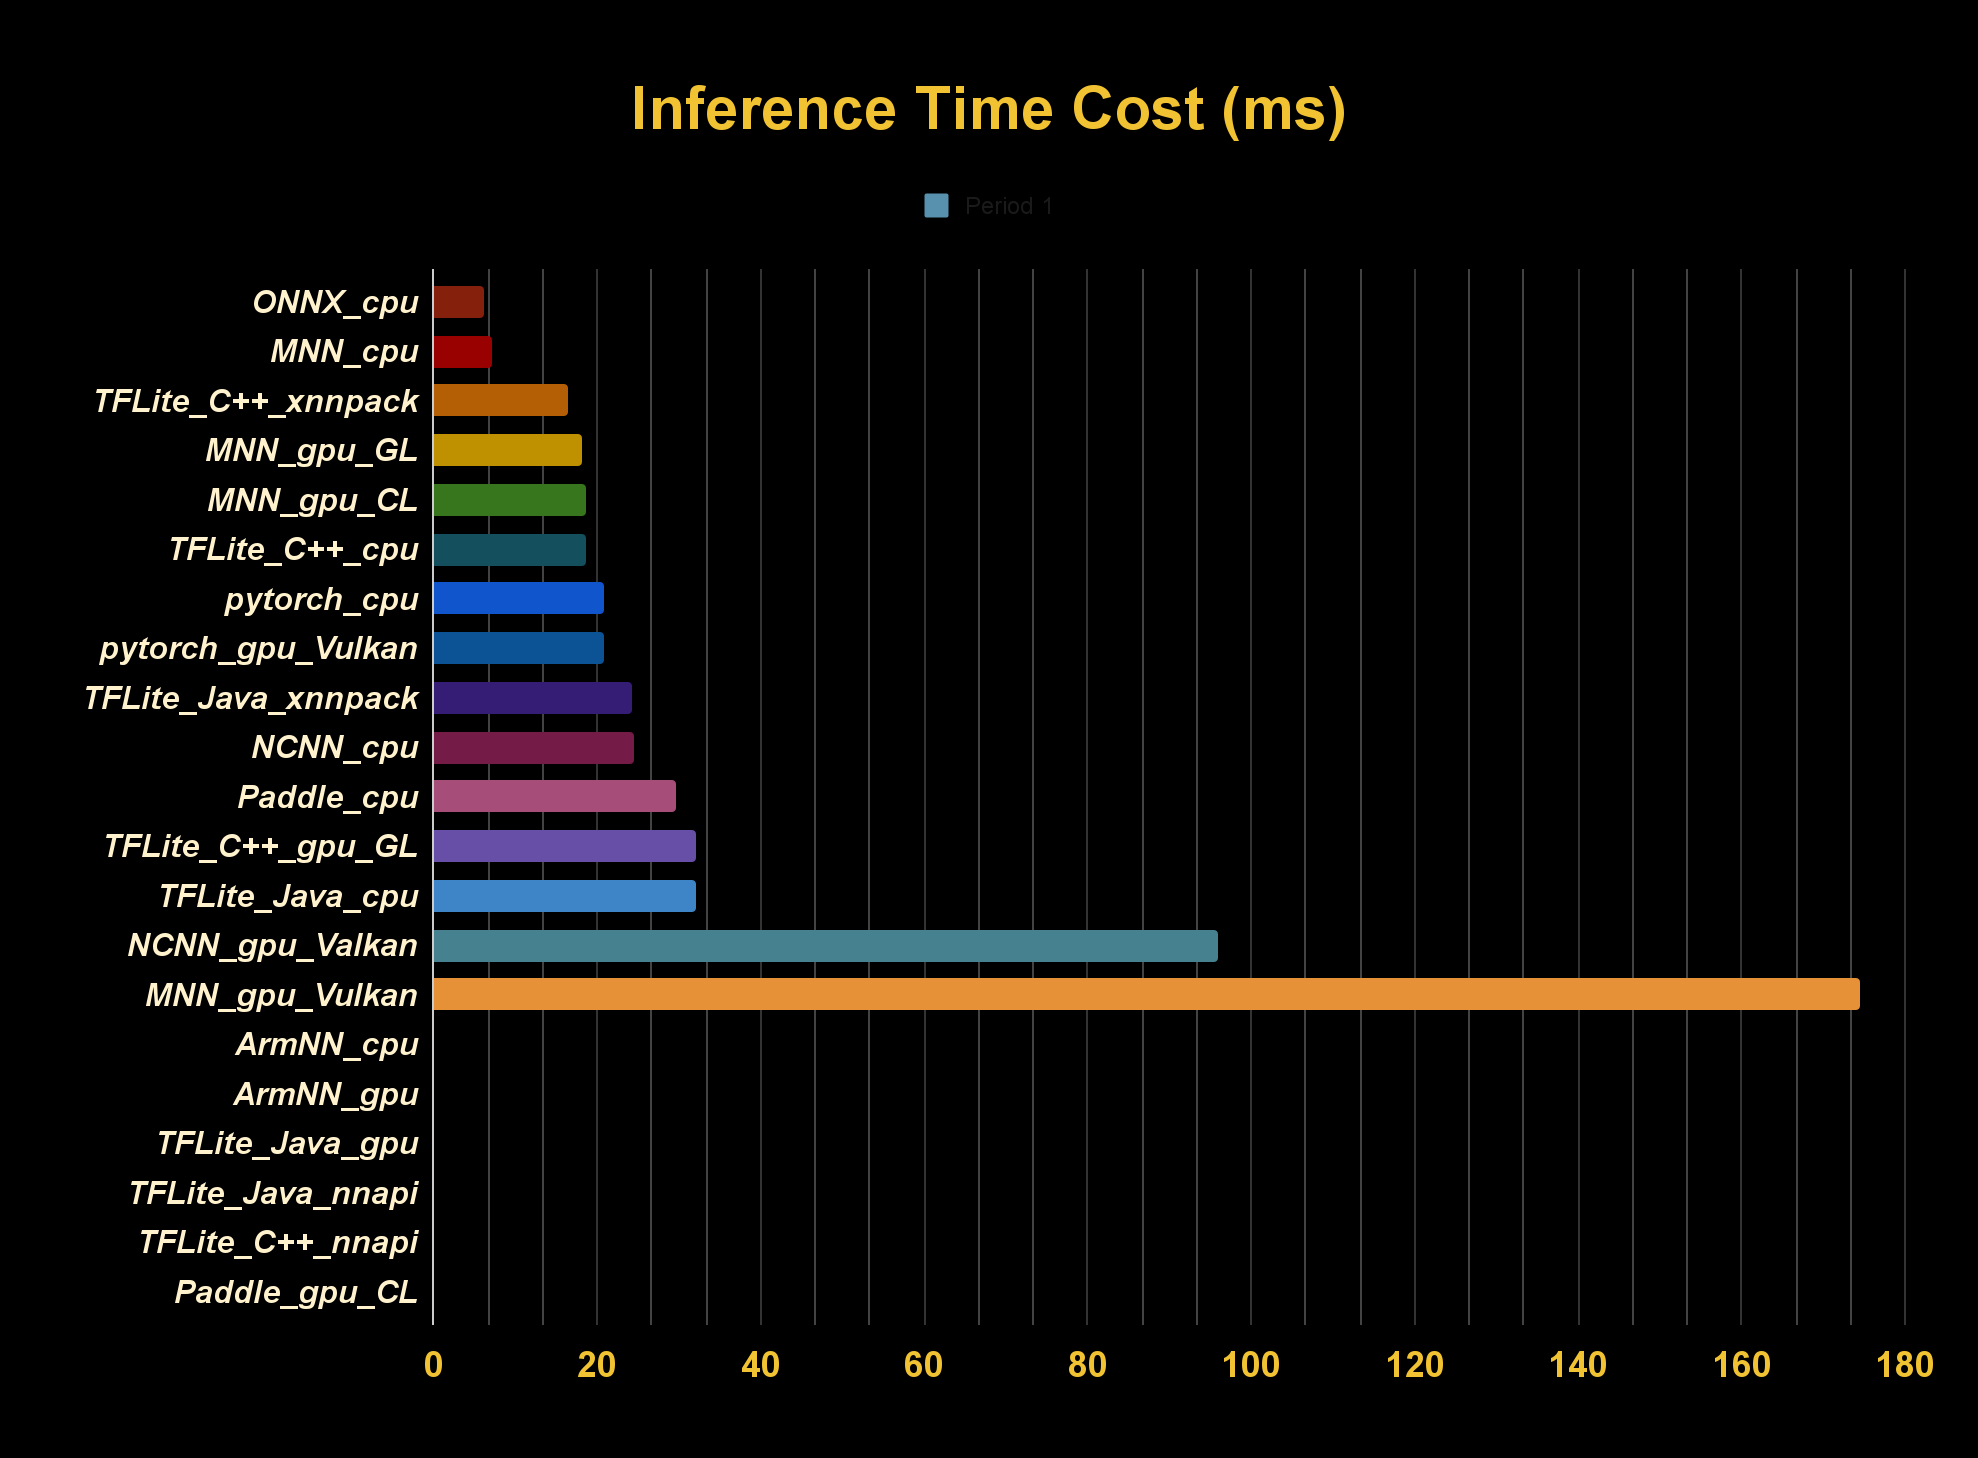 Inference Time Cost (ms)
Period 1
ONNX_cpu
MNN_cpu
TFLite_C++_xnnpack
MNN_gpu_GL
MNN_gpu_CL
TFLite_C++_cpu
pytorch_cpu
pytorch_gpu_Vulkan
TFLite_Java_xnnpack
NCNN_cpu
Paddle_cpu
TFLite_C++_gpu_GL
TFLite_Java_cpu
NCNN_gpu_Valkan
MNN_gpu_Vulkan
ArmNN_cpu
ArmNN_gpu
TFLite_Java_gpu
TFLite_Java_nnapi
TFLite_C++_nnapi
Paddle_gpu_CL
0 20 40 60 80 100 120 140 160 180